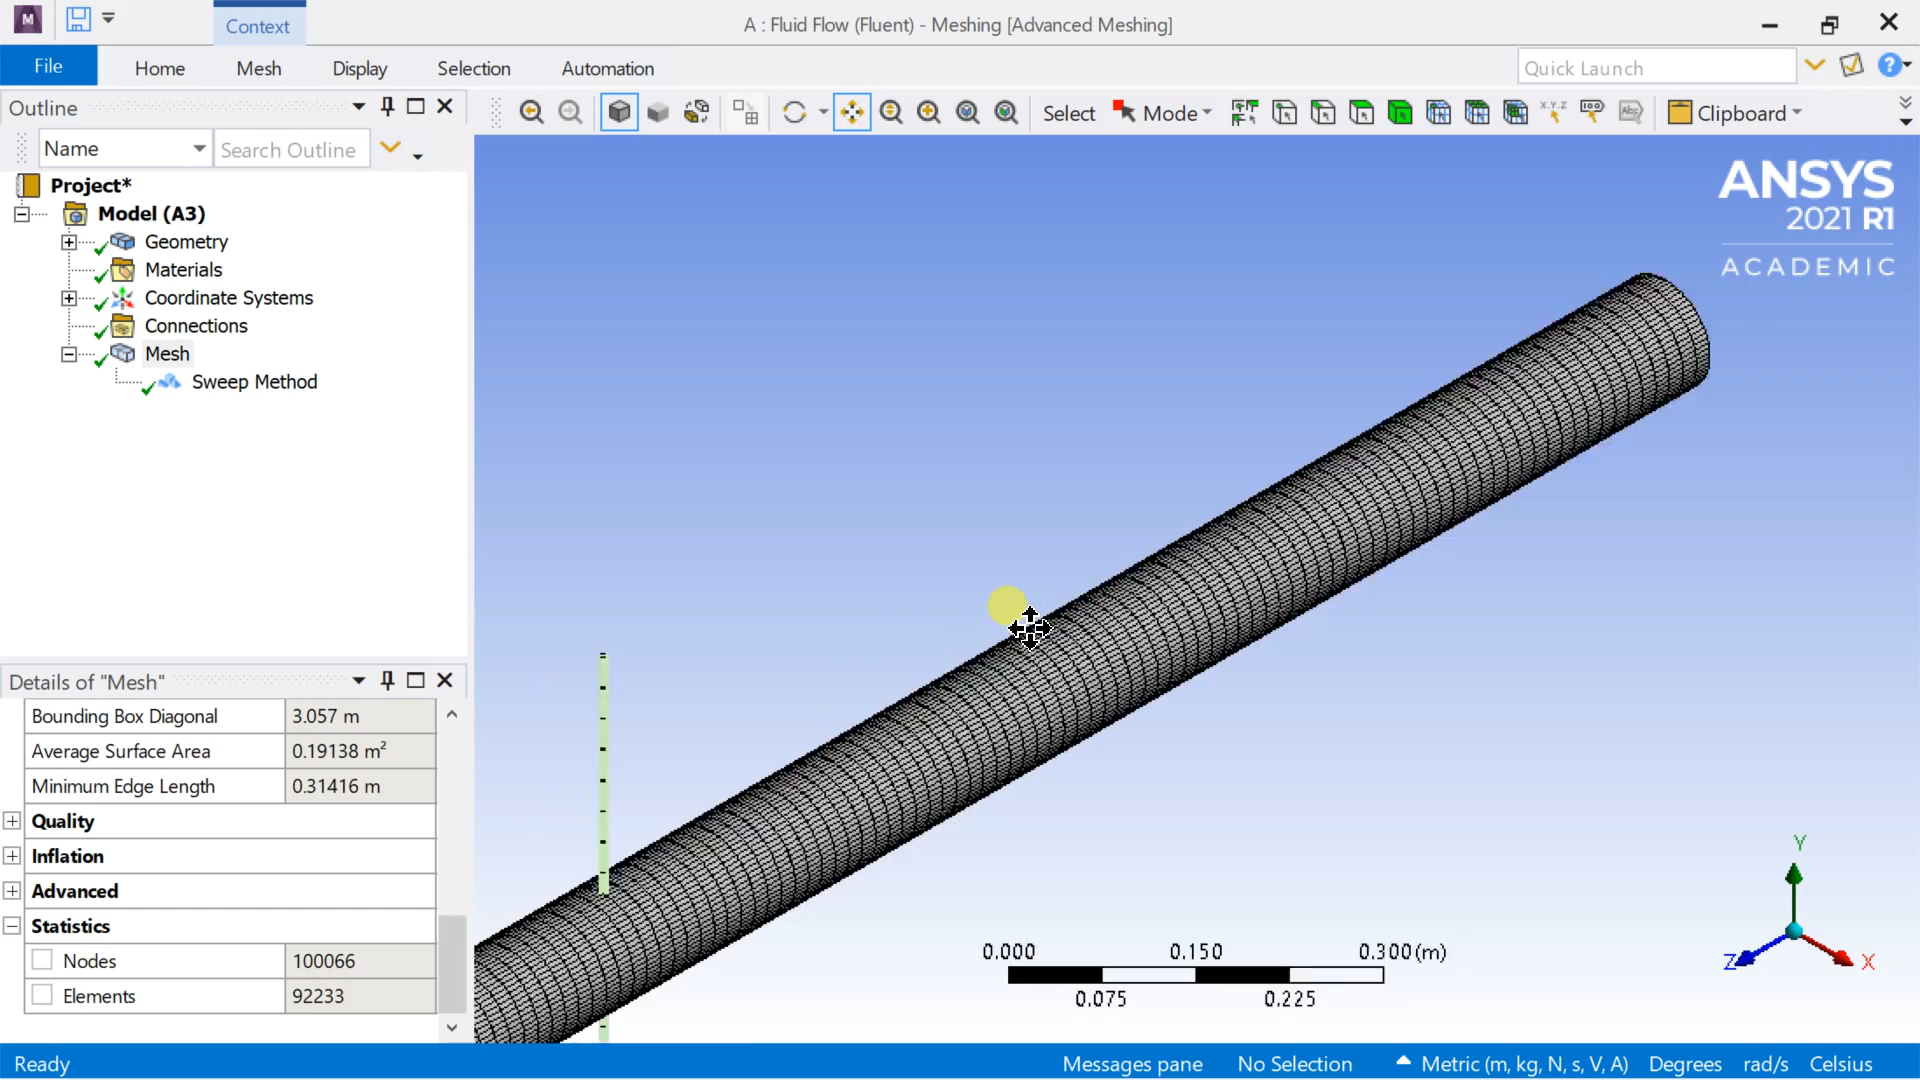 M
Context
A : Fluid Flow (Fluent) - Meshing [Advanced Meshing]
File
Home
Mesh
Display
Selection
Automation
Quick Launch
?
Outline
Select
Mode
X.Y.Z
Clipboard
Name
Search Outline
Project*
Model (A3)
Geometry
Materials
Coordinate Systems
Connections
Mesh
Sweep Method
ANSYS
2021 R1
ACADEMIC
Details of "Mesh"
Bounding Box Diagonal 3.057 m
Average Surface Area 0.19138 m²
Minimum Edge Length 0.31416 m
Quality
Inflation
Advanced
Statistics
Nodes 100066
Elements 92233
0.000 0.150 0.300(m)
0.075 0.225
Y
Z
X
Ready
Messages pane
No Selection
Metric (m, kg, N, s, V, A)
Degrees
rad/s
Celsius